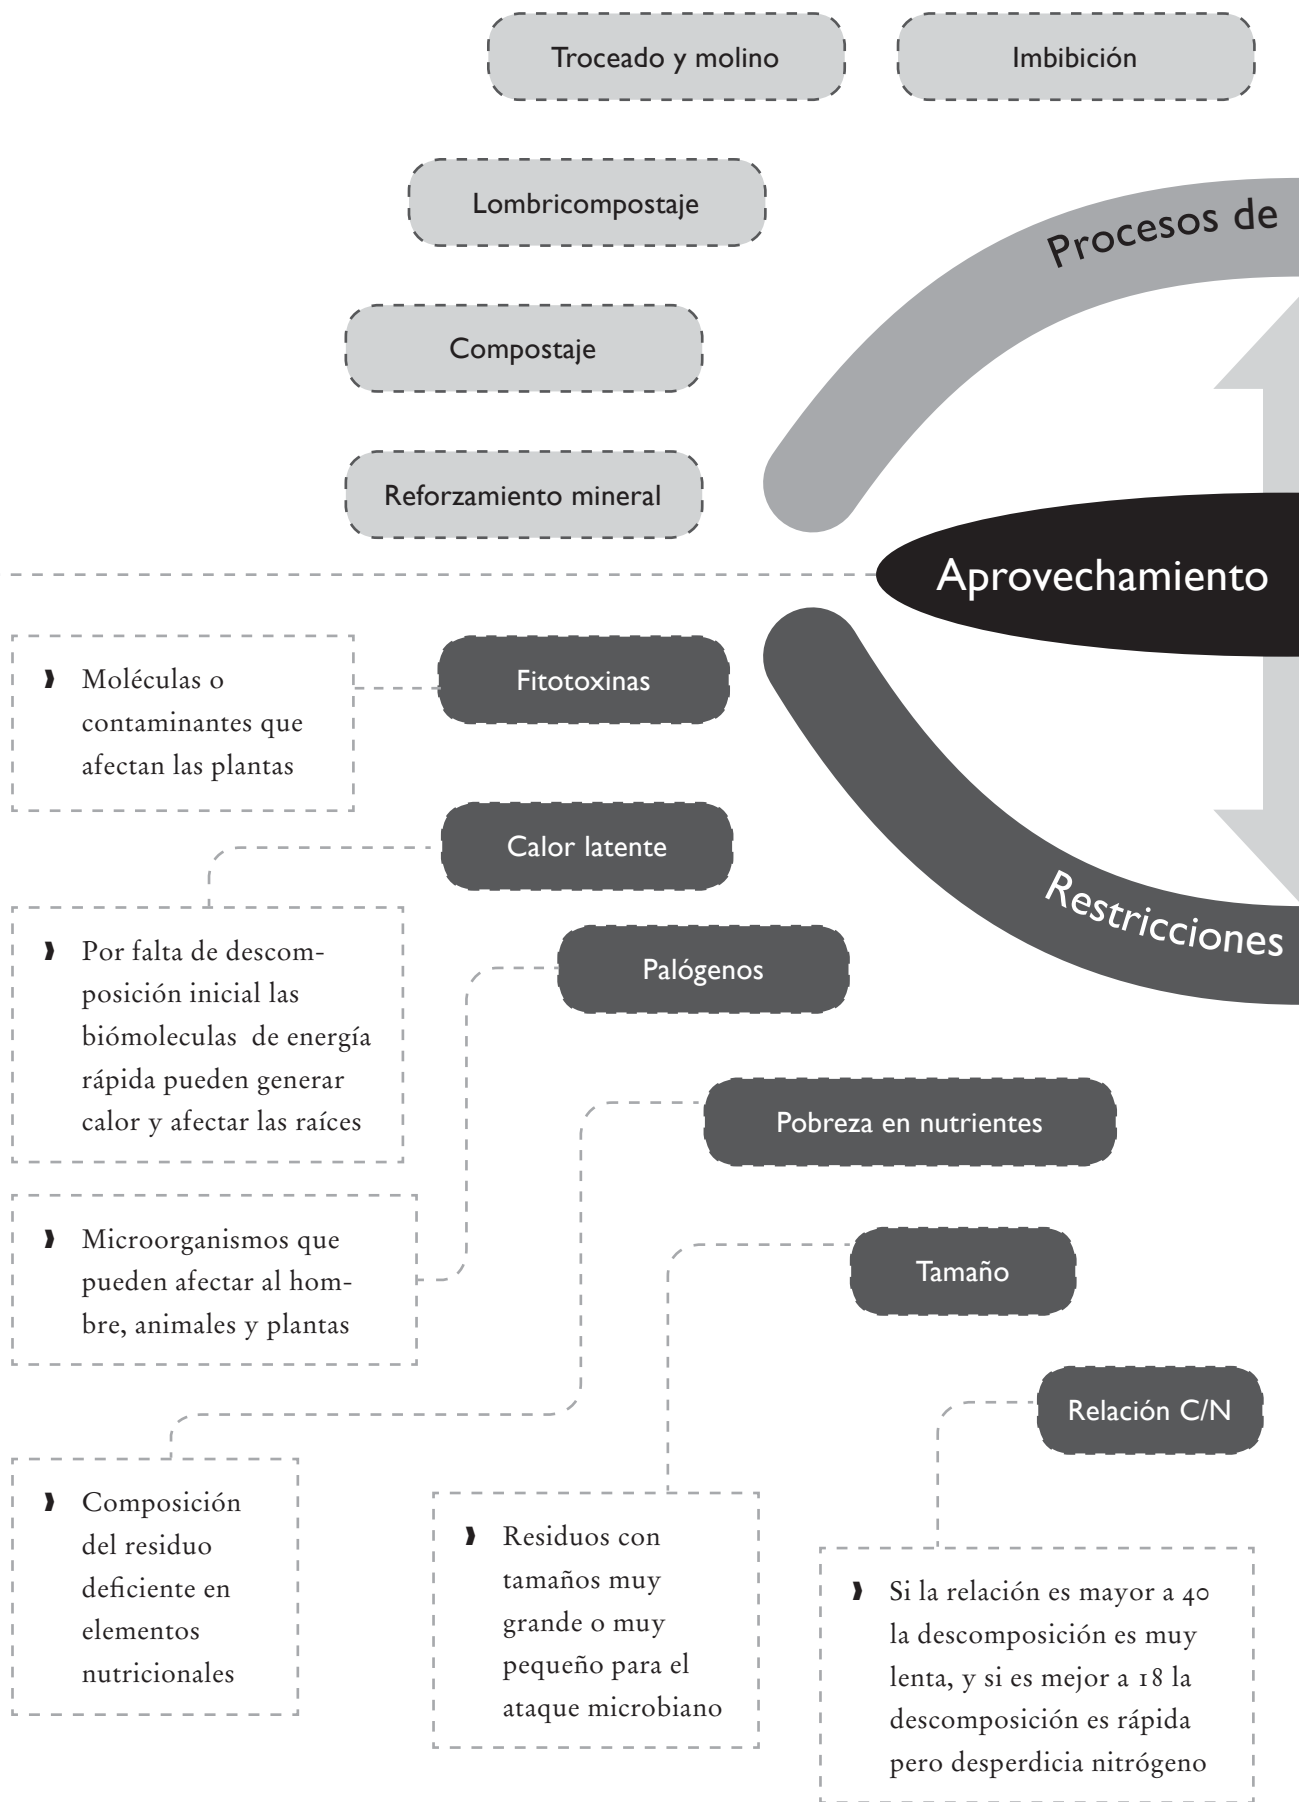 Troceado y molino
Imbibición
Lombricompostaje
Procesos de
Compostaje
Reforzamiento mineral
Aprovechamiento
❱ Moléculas o
contaminantes que
afectan las plantas
Fitotoxinas
Calor latente
❱ Por falta de descom-
posición inicial las
biómoleculas  de energía
rápida pueden generar
calor y afectar las raíces
Restricciones
Palógenos
Pobreza en nutrientes
❱ Microorganismos que
pueden afectar al hom-
bre, animales y plantas
Tamaño
Relación C/N
❱ Composición
del residuo
deficiente en
elementos
nutricionales
❱ Residuos con
tamaños muy
grande o muy
pequeño para el
ataque microbiano
❱ Si la relación es mayor a 40
la descomposición es muy
lenta, y si es mejor a 18 la
descomposición es rápida
pero desperdicia nitrógeno